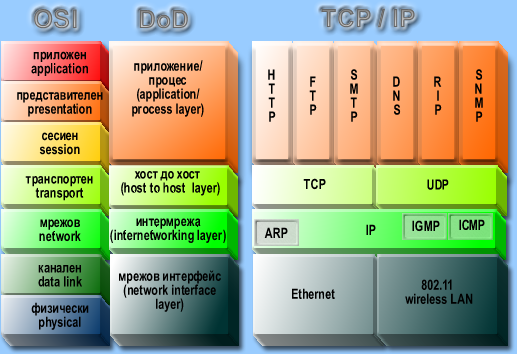 OSI
DoD
TCP / IP
приложен
application
представителен
presentation
сесиен
session
транспортен
transport
мрежов
network
канален
data link
физически
physical
приложение/
процес
(application/
process layer)
хост до хост
(host to host layer)
интермрежа
(internetworking layer)
мрежов интерфейс
(network interface
layer)
HTTP
FTP
SMTP
DNS
RIP
SNMP
TCP
UDP
ARP
IP
IGMP
ICMP
Ethernet
802.11
wireless LAN